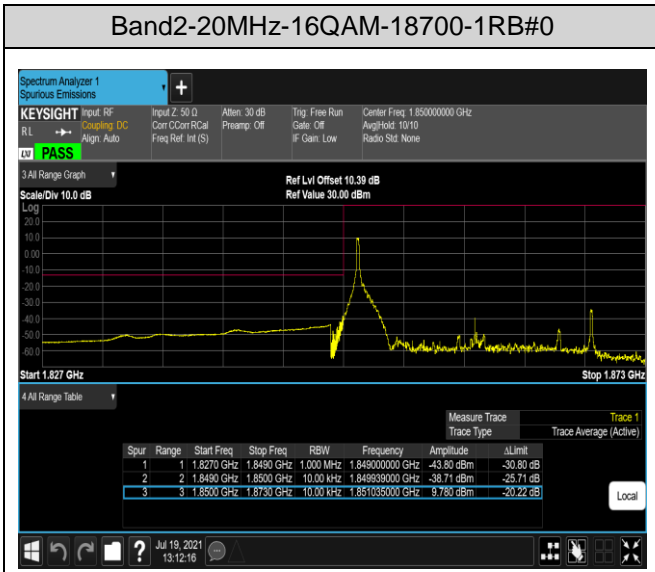 Band2-20MHz-16QAM-18700-1RB#0
Spectrum Analyzer 1
Spurious Emissions
+
KEYSIGHT Input: RF Input Z: 50 Ω Atten: 30 dB Trig: Free Run Center Freq: 1.850000000 GHz
RL Coupling: DC Corr CCorr RCal Preamp: Off Gate: Off Avg|Hold: 10/10
Align: Auto Freq Ref: Int (S) IF Gain: Low Radio Std: None
LXI PASS
3 All Range Graph Ref Lvl Offset 10.39 dB
Scale/Div 10.0 dB Ref Value 30.00 dBm
Log
20.0
10.0
0.00
-10.0
-20.0
-30.0
-40.0
-50.0
-60.0
Start 1.827 GHz Stop 1.873 GHz
4 All Range Table
Measure Trace Trace 1
Trace Type Trace Average (Active)
Spur Range Start Freq Stop Freq RBW Frequency Amplitude ΔLimit
1 1 1.8270 GHz 1.8490 GHz 1.000 MHz 1.849000000 GHz -43.80 dBm -30.80 dB
2 2 1.8490 GHz 1.8500 GHz 10.00 kHz 1.849939000 GHz -38.71 dBm -25.71 dB
3 3 1.8500 GHz 1.8730 GHz 10.00 kHz 1.851035000 GHz 9.780 dBm -20.22 dB
Local
? Jul 19, 2021
13:12:16